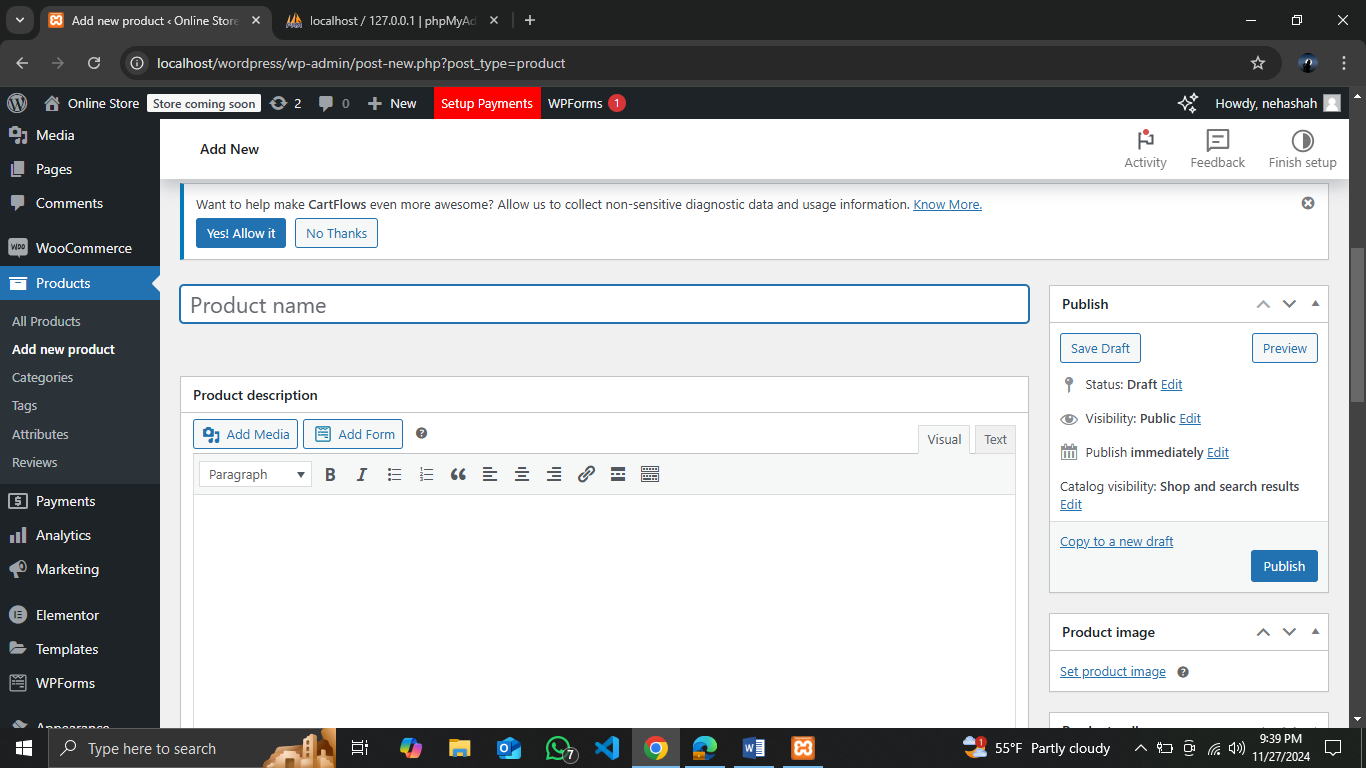 Add new product ‹ Online Store
localhost / 127.0.0.1 | phpMyAd
localhost/wordpress/wp-admin/post-new.php?post_type=product
Online Store
Store coming soon
2
0
New
Setup Payments
WPForms
1
Howdy, nehashah
Media
Pages
Comments
WooCommerce
Products
All Products
Add new product
Categories
Tags
Attributes
Reviews
Payments
Analytics
Marketing
Elementor
Templates
WPForms
Appearance
Add New
Activity
Feedback
Finish setup
Want to help make CartFlows even more awesome? Allow us to collect non-sensitive diagnostic data and usage information. Know More.
Yes! Allow it
No Thanks
Product name
Product description
Add Media
Add Form
Visual
Text
Paragraph
B
I
Publish
Save Draft
Preview
Status: Draft Edit
Visibility: Public Edit
Publish immediately Edit
Catalog visibility: Shop and search results
Edit
Copy to a new draft
Publish
Product image
Set product image
Type here to search
7
1
55°F Partly cloudy
9:39 PM
11/27/2024